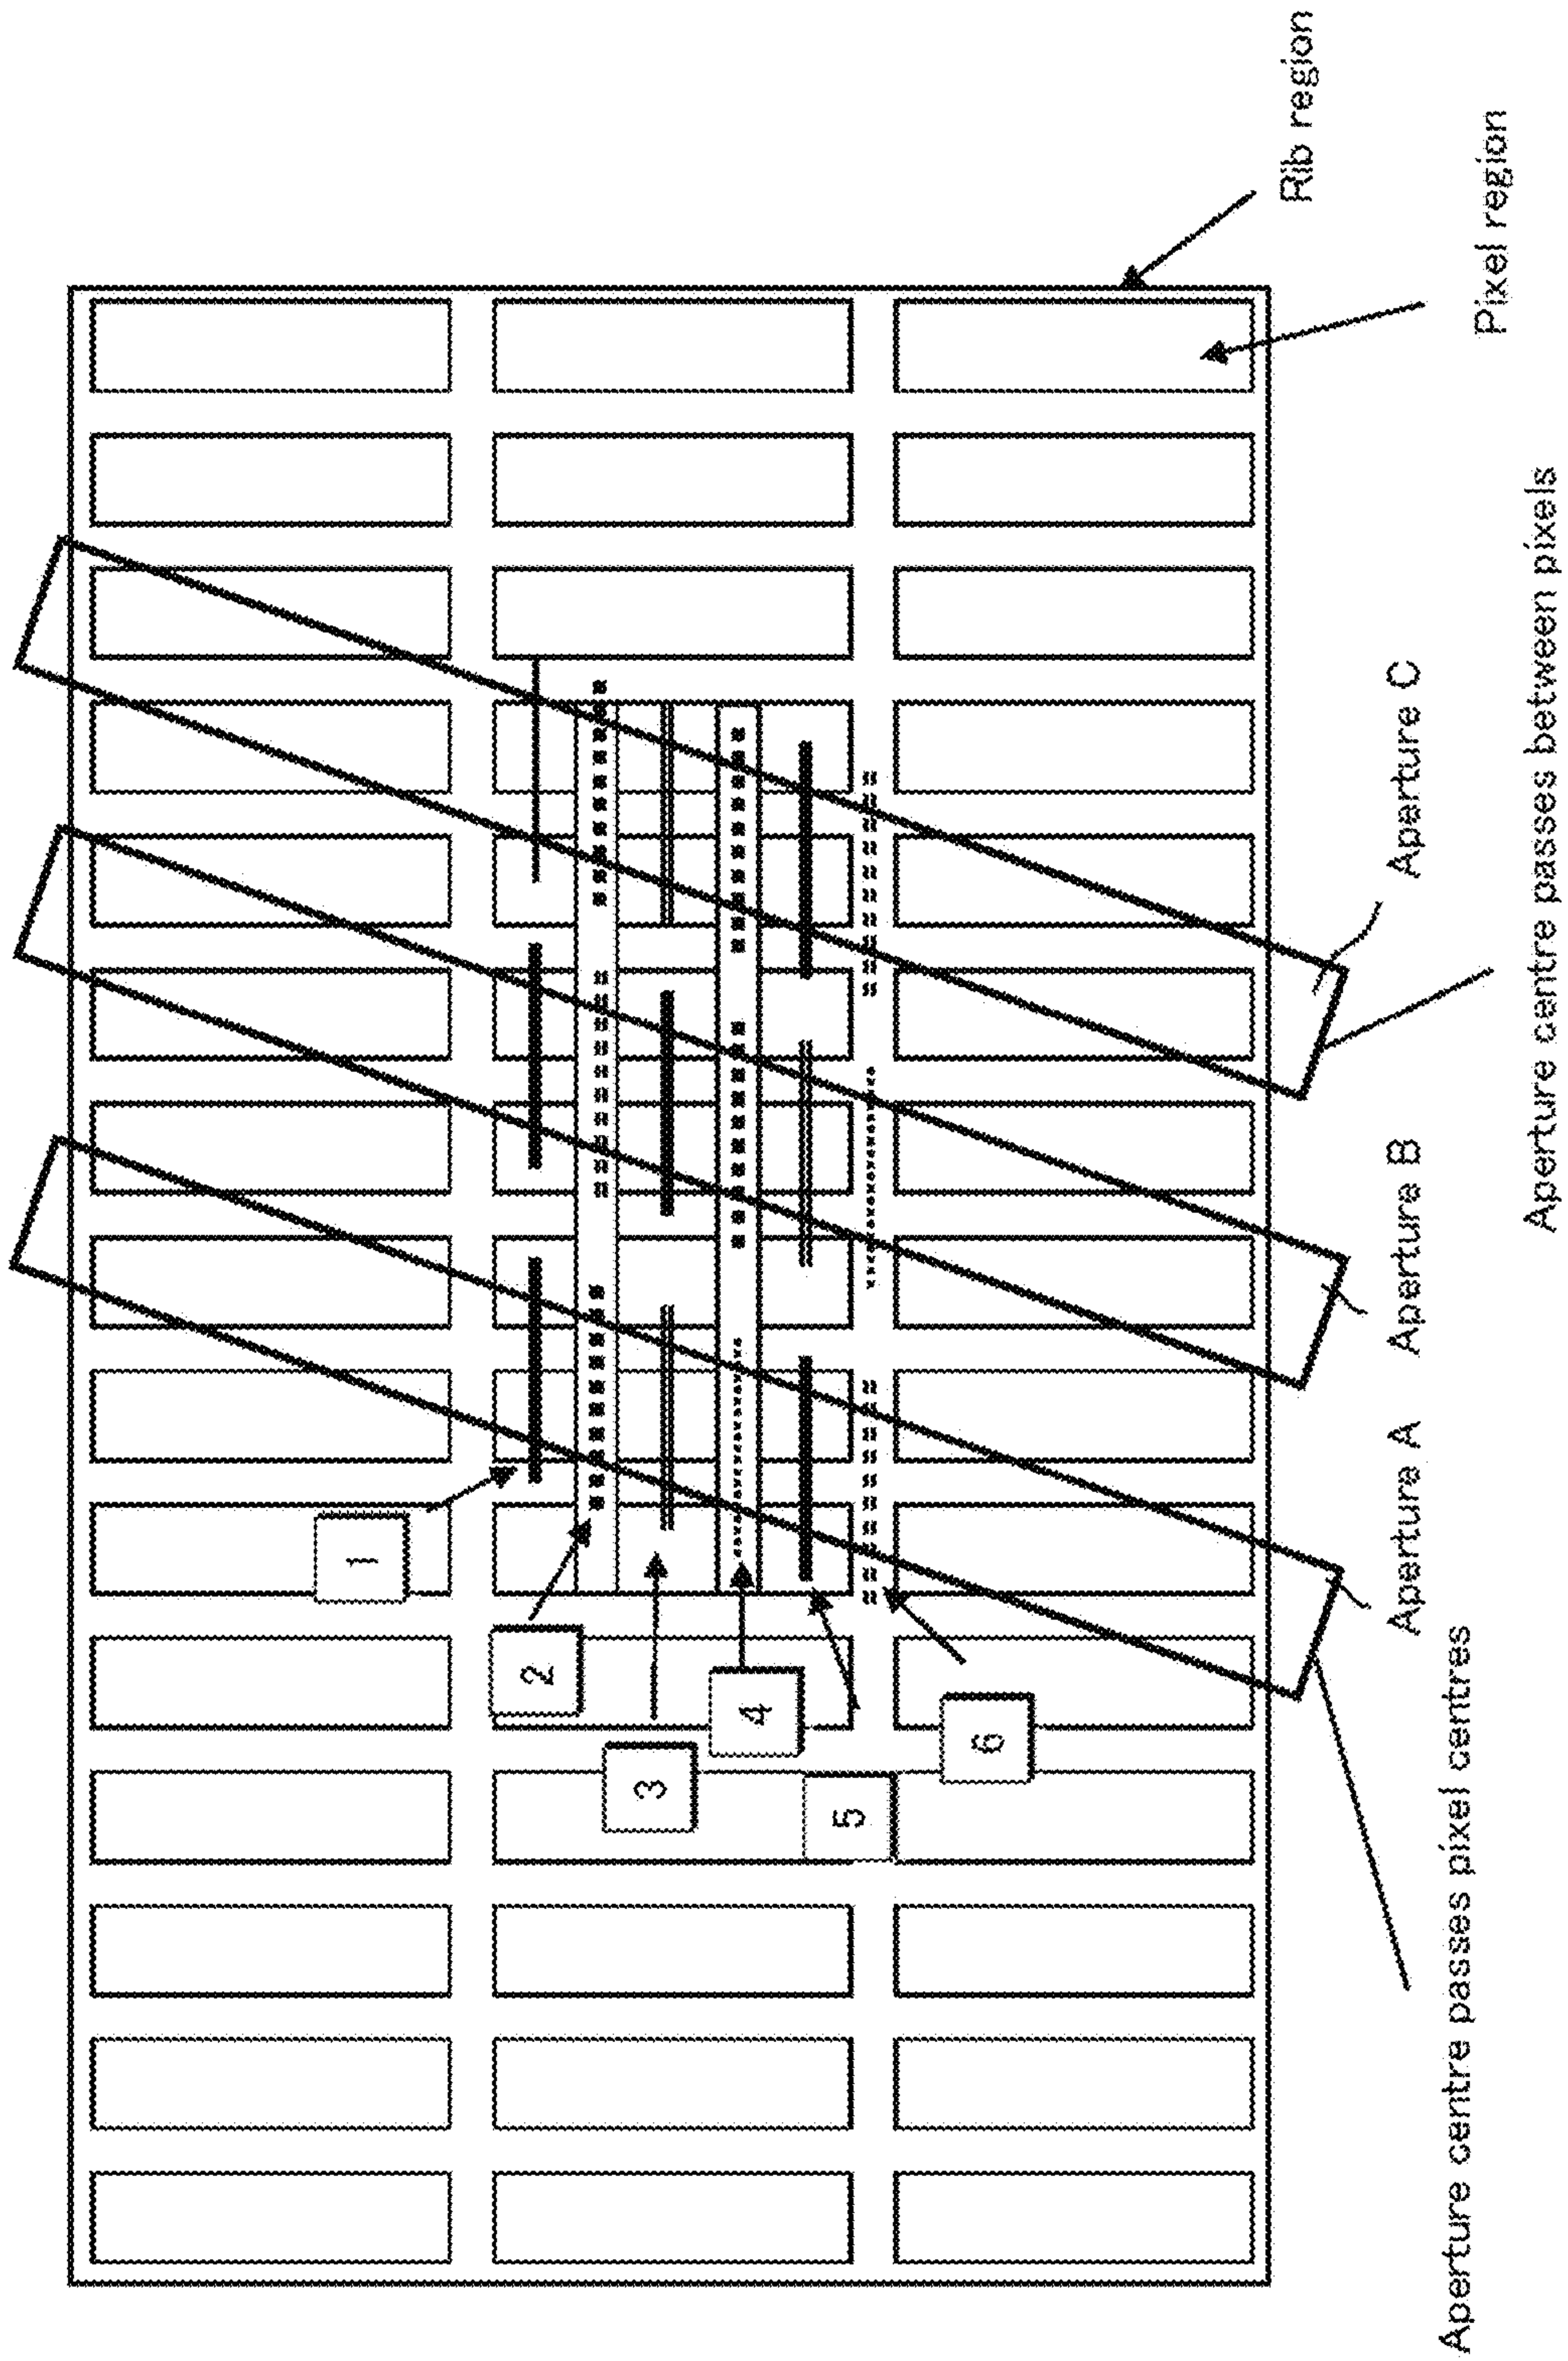 1
2
3
4
5
6
Rib region
Pixel region
Aperture A
Aperture B
Aperture C
Aperture centre passes pixel centres
Aperture centre passes between pixels